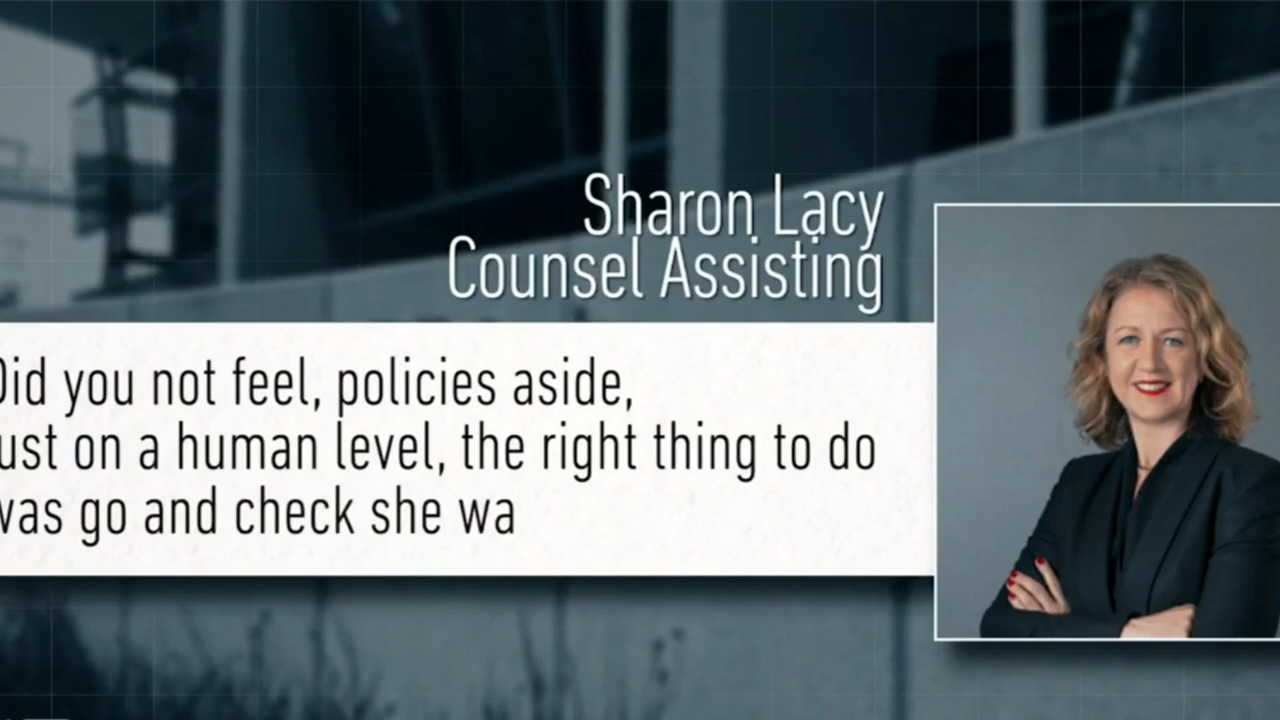 Sharon Lacy
Counsel Assisting
Did you not feel, policies aside,
ust on a human level, the right thing to do
was go and check she wa